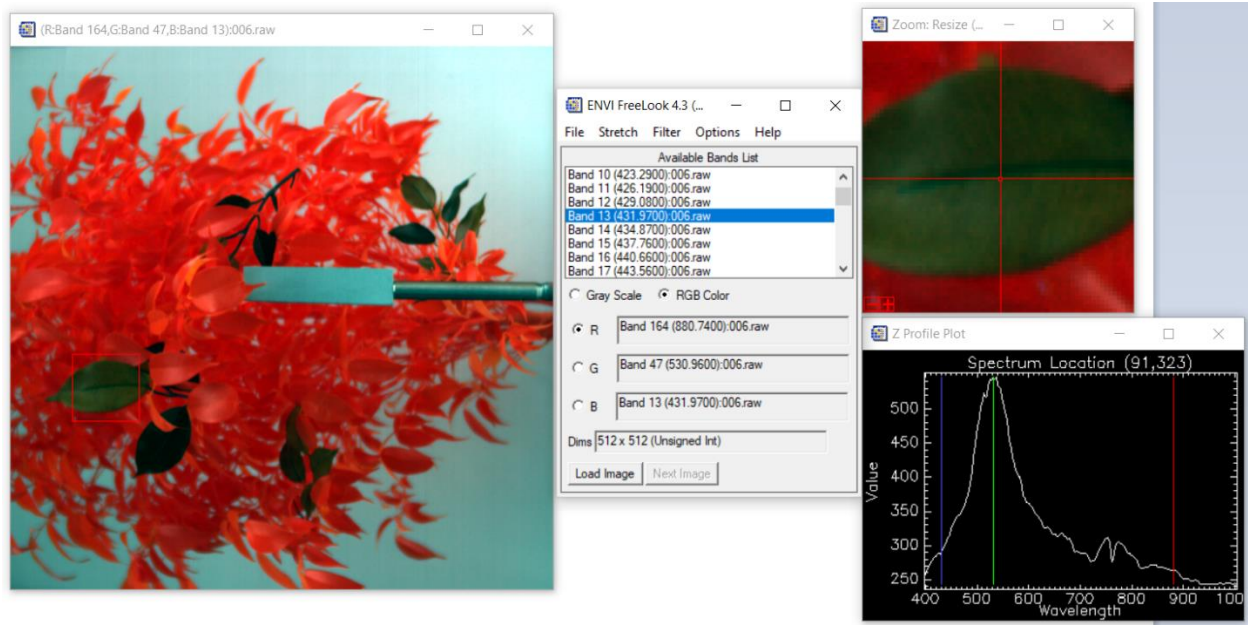 (R:Band 164,G:Band 47,B:Band 13):006.raw
ENVI FreeLook 4.3 (...
File Stretch Filter Options Help
Available Bands List
Band 10 (423.2900):006.raw
Band 11 (426.1900):006.raw
Band 12 (429.0800):006.raw
Band 13 (431.9700):006.raw
Band 14 (434.8700):006.raw
Band 15 (437.7600):006.raw
Band 16 (440.6600):006.raw
Band 17 (443.5600):006.raw
Gray Scale RGB Color
R Band 164 (880.7400):006.raw
G Band 47 (530.9600):006.raw
B Band 13 (431.9700):006.raw
Dims 512 x 512 (Unsigned Int)
Load Image Next Image
Zoom: Resize (...
Z Profile Plot
Spectrum Location (91,323)
500
450
400
350
300
250
Value
400 500 600 700 800 900 100
Wavelength